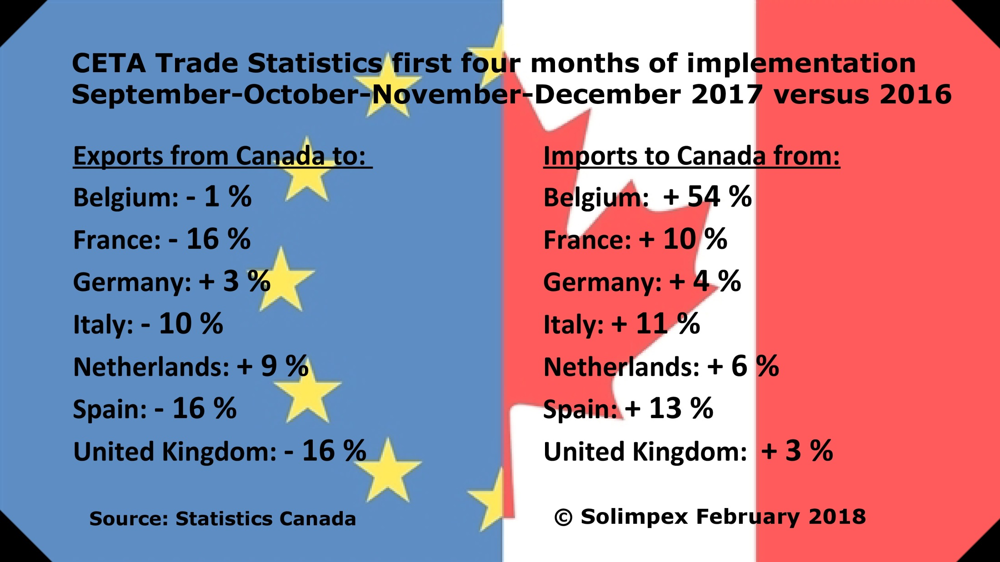 CETA Trade Statistics first four months of implementation
September-October-November-December 2017 versus 2016
Exports from Canada to:
Belgium: - 1 %
France: - 16 %
Germany: + 3 %
Italy: - 10 %
Netherlands: + 9 %
Spain: - 16 %
United Kingdom: - 16 %
Imports to Canada from:
Belgium: + 54 %
France: + 10 %
Germany: + 4 %
Italy: + 11 %
Netherlands: + 6 %
Spain: + 13 %
United Kingdom: + 3 %
Source: Statistics Canada
© Solimpex February 2018